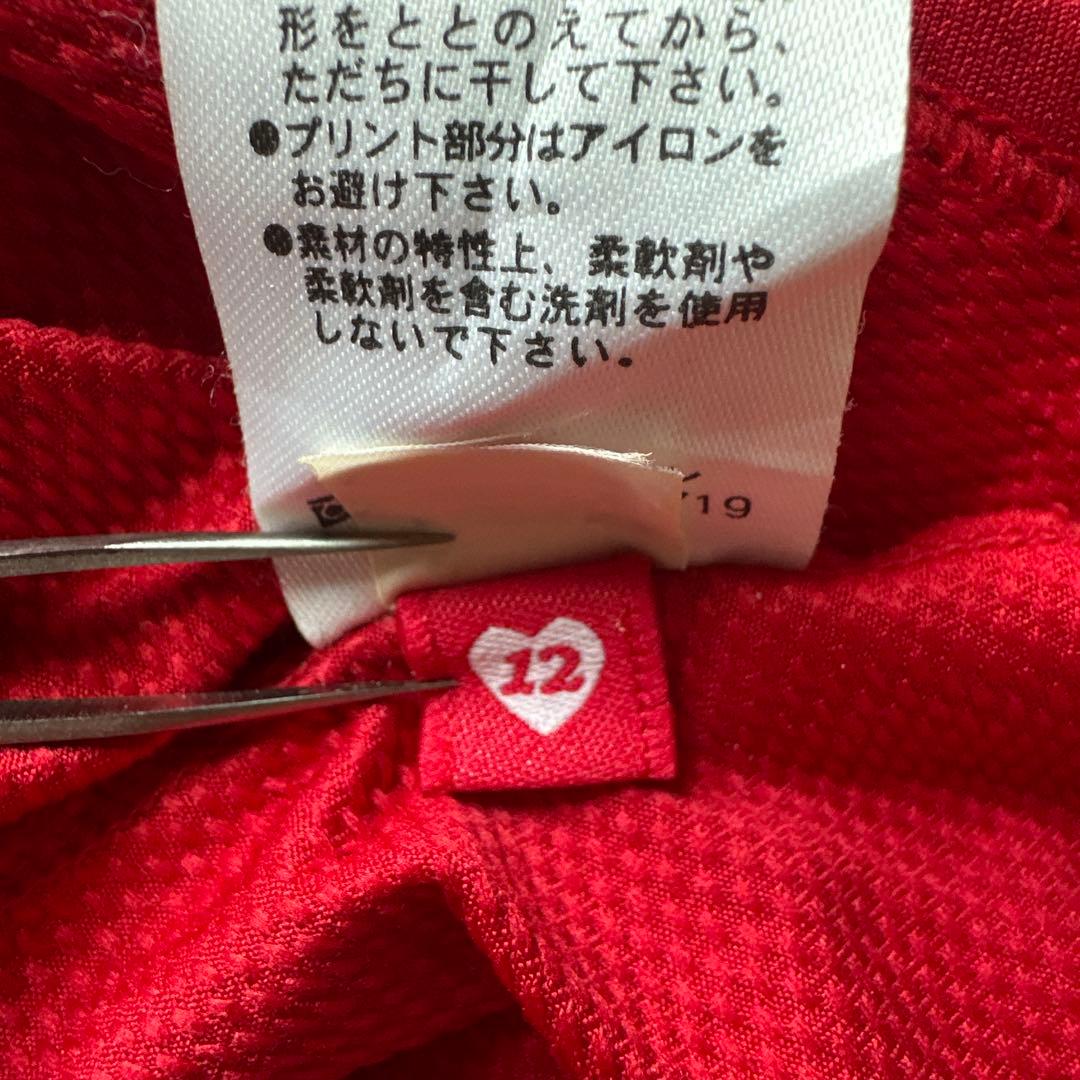 形をととのえてから、
ただちに干して下さい。
●プリント部分はアイロンを
お避け下さい。
●素材の特性上、柔軟剤や
柔軟剤を含む洗剤を使用
しないで下さい。
19
12